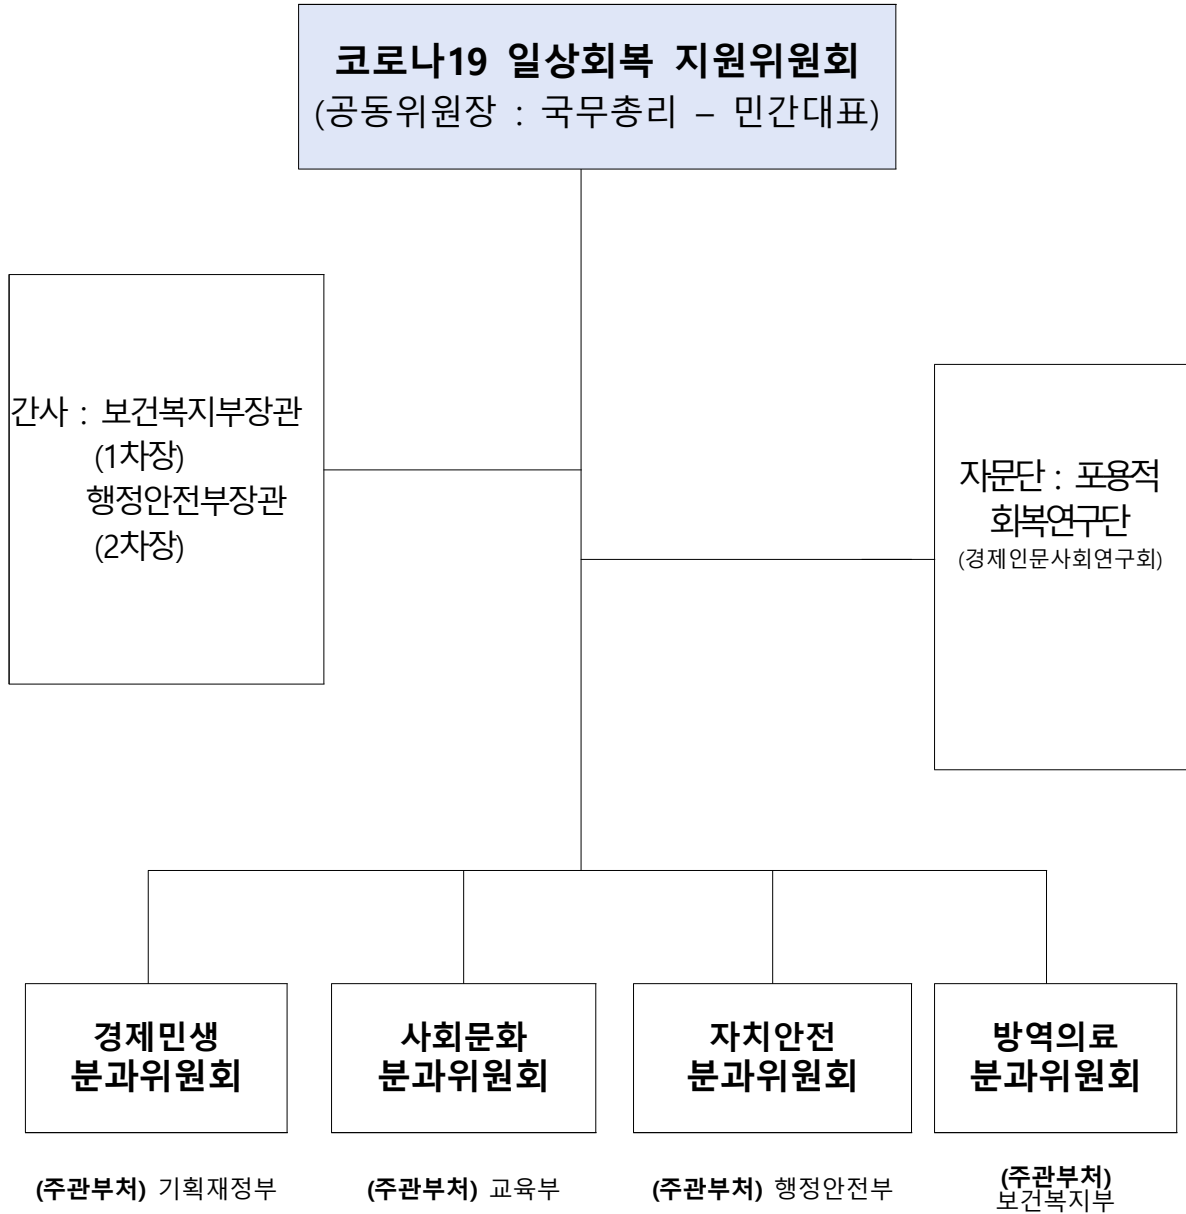 코로나19 일상회복 지원위원회
(공동위원장 : 국무총리 – 민간대표)
간사 : 보건복지부장관
(1차장)
행정안전부장관
(2차장)
자문단 : 포용적
회복연구단
(경제인문사회연구회)
경제민생
분과위원회
사회문화
분과위원회
자치안전
분과위원회
방역의료
분과위원회
(주관부처) 기획재정부
(주관부처) 교육부
(주관부처) 행정안전부
(주관부처)
보건복지부